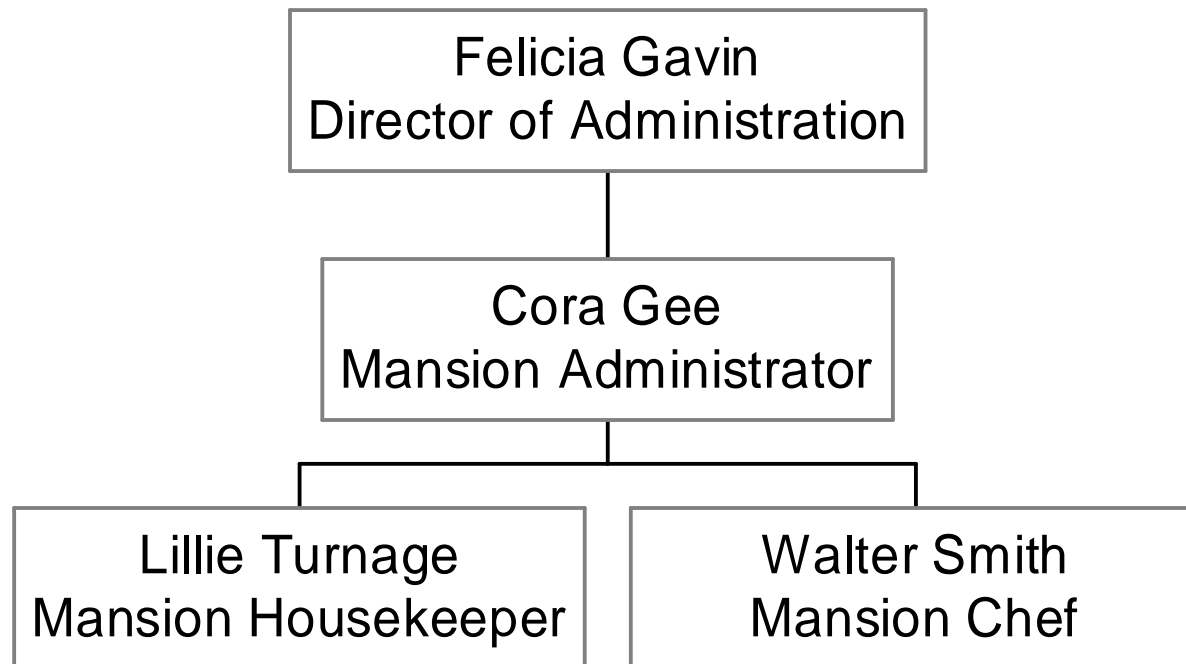 Felicia Gavin
Director of Administration
Cora Gee
Mansion Administrator
Lillie Turnage
Mansion Housekeeper
Walter Smith
Mansion Chef